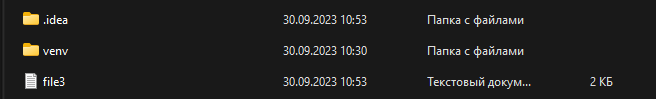 .idea 30.09.2023 10:53 Папка с файлами
venv 30.09.2023 10:30 Папка с файлами
file3 30.09.2023 10:53 Текстовый докум... 2 КБ